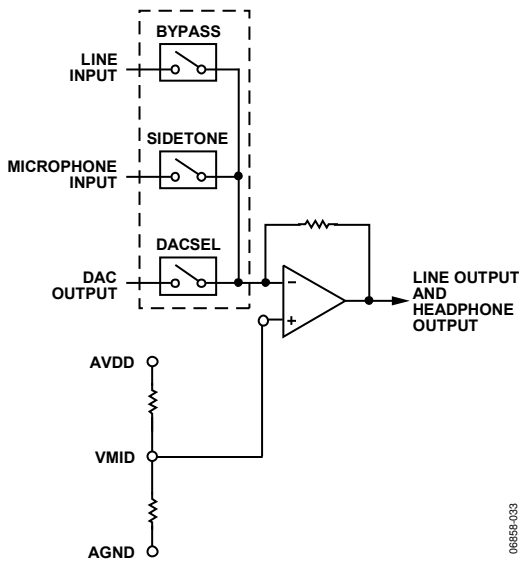 BYPASS
LINE
INPUT
SIDETONE
MICROPHONE
INPUT
DACSEL
DAC
OUTPUT
−
+
LINE OUTPUT
AND
HEADPHONE
OUTPUT
AVDD
VMID
AGND
06858-033